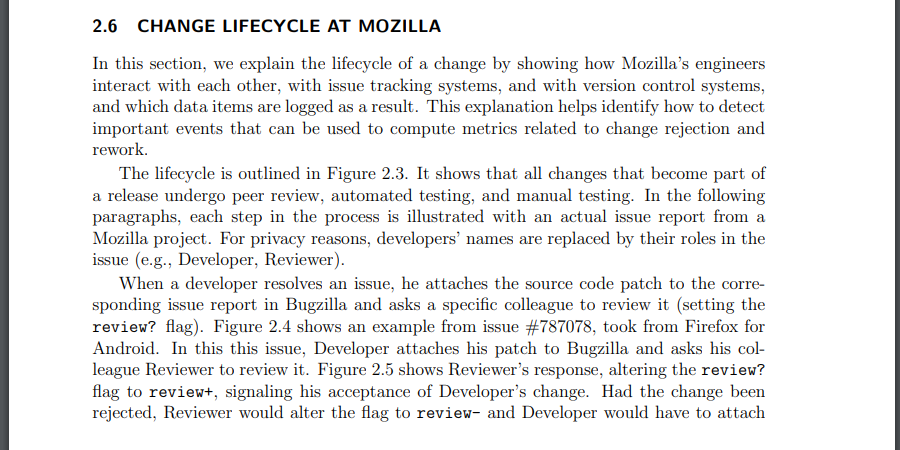 2.6 CHANGE LIFECYCLE AT MOZILLA
In this section, we explain the lifecycle of a change by showing how Mozilla's engineers
interact with each other, with issue tracking systems, and with version control systems,
and which data items are logged as a result. This explanation helps identify how to detect
important events that can be used to compute metrics related to change rejection and
rework.
The lifecycle is outlined in Figure 2.3. It shows that all changes that become part of
a release undergo peer review, automated testing, and manual testing. In the following
paragraphs, each step in the process is illustrated with an actual issue report from a
Mozilla project. For privacy reasons, developers' names are replaced by their roles in the
issue (e.g., Developer, Reviewer).
When a developer resolves an issue, he attaches the source code patch to the corre-
sponding issue report in Bugzilla and asks a specific colleague to review it (setting the
review? flag). Figure 2.4 shows an example from issue #787078, took from Firefox for
Android. In this this issue, Developer attaches his patch to Bugzilla and asks his col-
league Reviewer to review it. Figure 2.5 shows Reviewer's response, altering the review?
flag to review+, signaling his acceptance of Developer's change. Had the change been
rejected, Reviewer would alter the flag to review- and Developer would have to attach